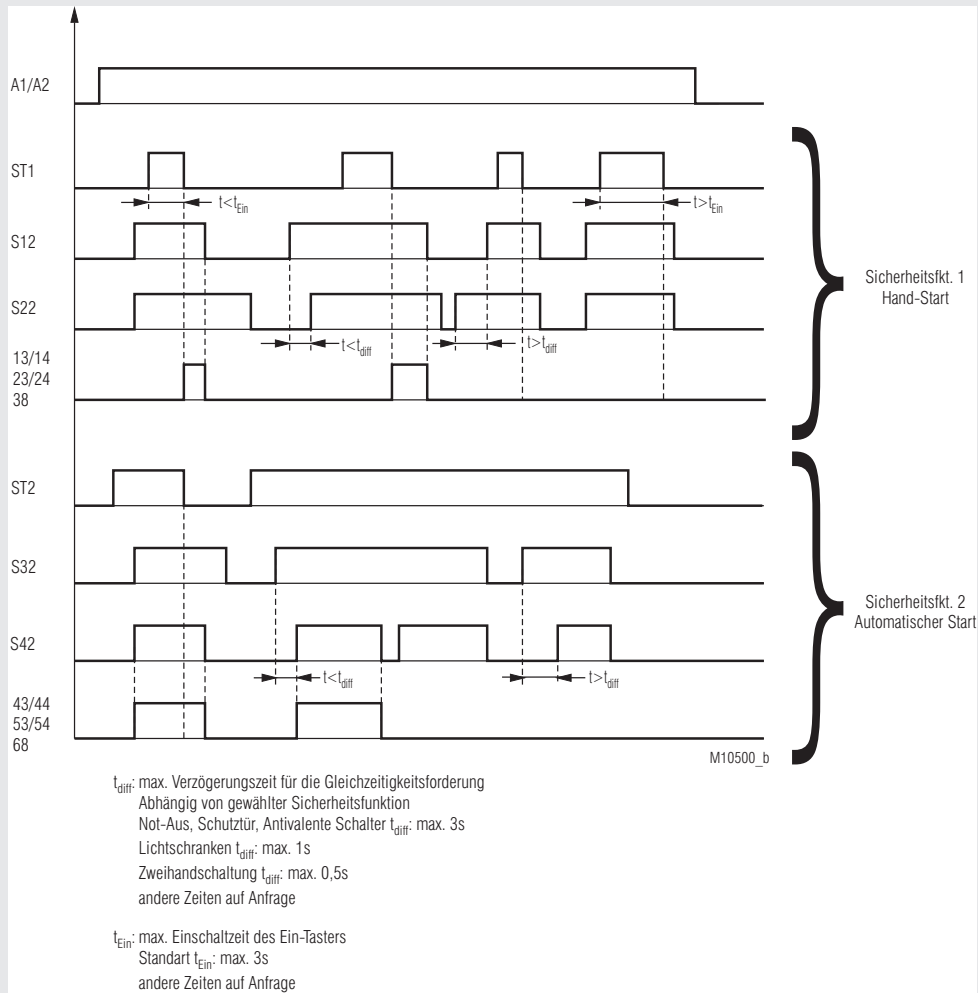 A1/A2
ST1
t<tEin
t>tEin
S12
Sicherheitsfkt. 1
Hand-Start
S22
t<tdiff
t>tdiff
13/14
23/24
38
ST2
S32
Sicherheitsfkt. 2
Automatischer Start
S42
t<tdiff
t>tdiff
43/44
53/54
68
M10500_b
tdiff: max. Verzögerungszeit für die Gleichzeitigkeitsforderung
Abhängig von gewählter Sicherheitsfunktion
Not-Aus, Schutztür, Antivalente Schalter tdiff: max. 3s
Lichtschranken tdiff: max. 1s
Zweihandschaltung tdiff: max. 0,5s
andere Zeiten auf Anfrage
tEin: max. Einschaltzeit des Ein-Tasters
Standart tEin: max. 3s
andere Zeiten auf Anfrage